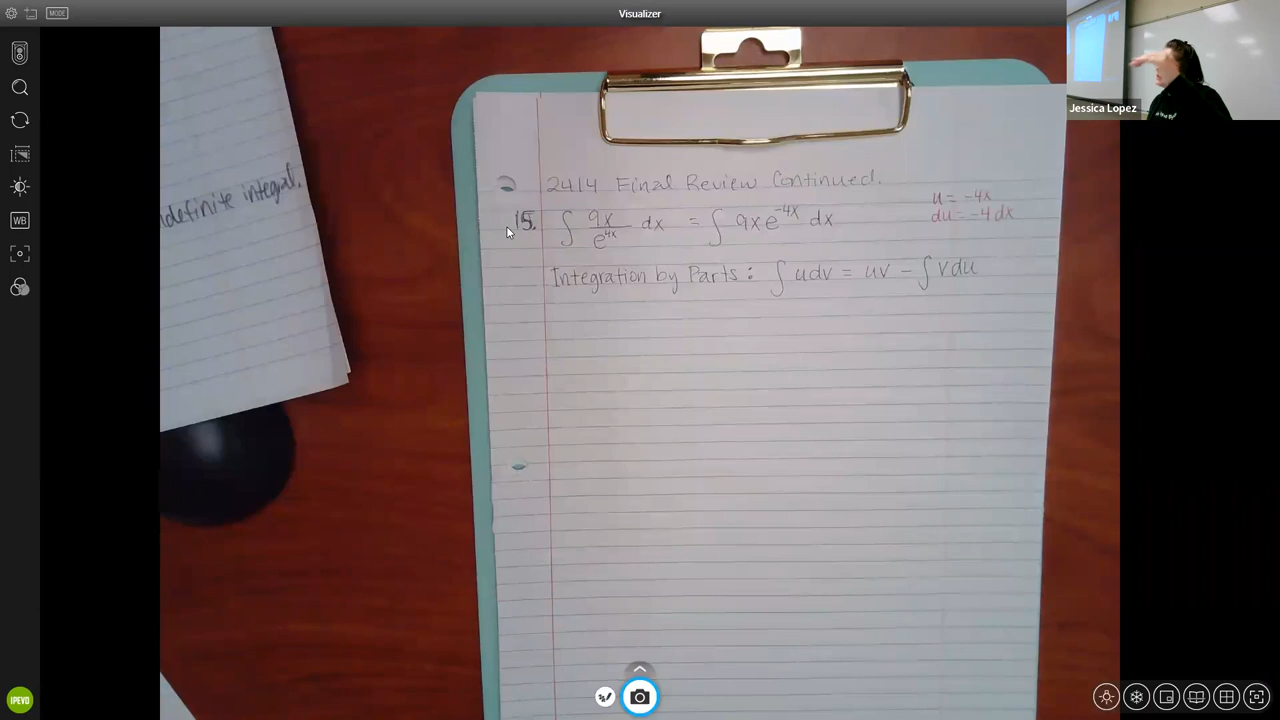 MODE
Visualizer
Jessica Lopez
2414 Final Review Continued.
15. ∫ 9x/e^{4x} dx = ∫ 9xe^{-4x} dx
u = -4x
du = -4 dx
Integration by Parts : ∫ udv = uv - ∫ vdu
definite integral.
WB
IPEVO